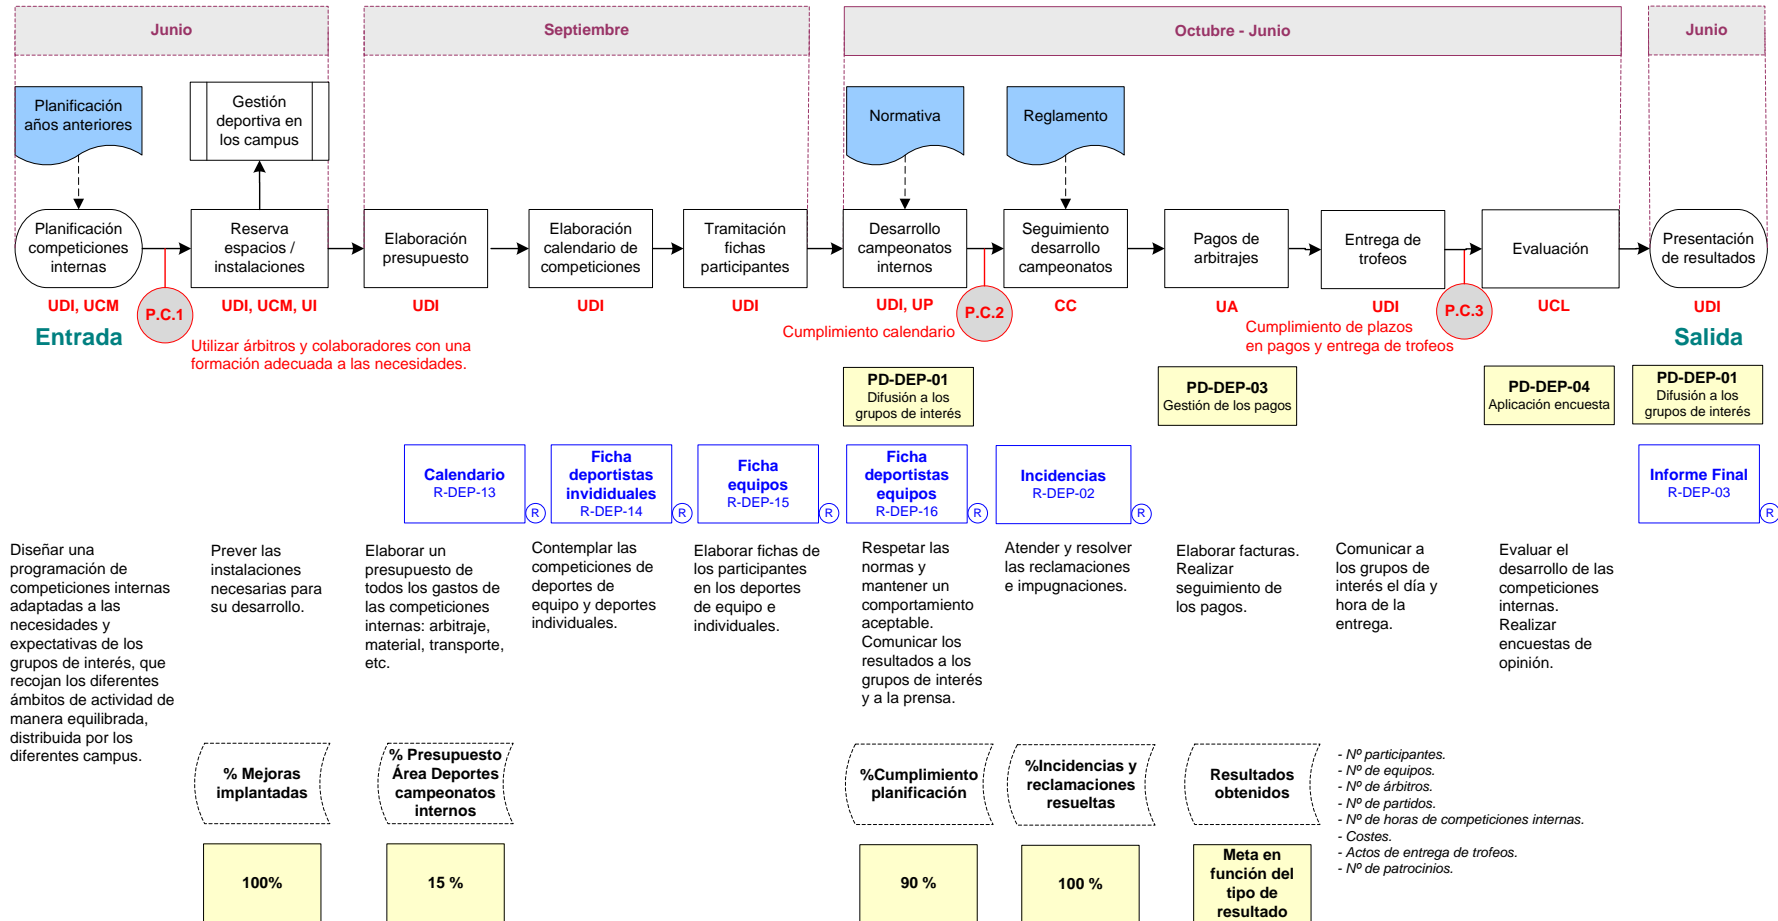 Junio
Septiembre
Octubre - Junio
Junio
Planificación
años anteriores
Gestión
deportiva en
los campus
Normativa
Reglamento
Planificación
competiciones
internas
Reserva
espacios /
instalaciones
Elaboración
presupuesto
Elaboración
calendario de
competiciones
Tramitación
fichas
participantes
Desarrollo
campeonatos
internos
Seguimiento
desarrollo
campeonatos
Pagos de
arbitrajes
Entrega de
trofeos
Evaluación
Presentación
de resultados
UDI, UCM
P.C.1
UDI, UCM, UI
UDI
UDI
UDI
UDI, UP
P.C.2
CC
UA
UDI
P.C.3
UCL
UDI
Entrada
Utilizar árbitros y colaboradores con una
formación adecuada a las necesidades.
Cumplimiento calendario
Cumplimiento de plazos
en pagos y entrega de trofeos
Salida
PD-DEP-01
Difusión a los
grupos de interés
PD-DEP-03
Gestión de los pagos
PD-DEP-04
Aplicación encuesta
PD-DEP-01
Difusión a los
grupos de interés
Calendario
R-DEP-13
R
Ficha
deportistas
invididuales
R-DEP-14
R
Ficha
equipos
R-DEP-15
R
Ficha
deportistas
equipos
R-DEP-16
R
Incidencias
R-DEP-02
R
Informe Final
R-DEP-03
R
Diseñar una
programación de
competiciones internas
adaptadas a las
necesidades y
expectativas de los
grupos de interés, que
recojan los diferentes
ámbitos de actividad de
manera equilibrada,
distribuida por los
diferentes campus.
Prever las
instalaciones
necesarias para
su desarrollo.
Elaborar un
presupuesto de
todos los gastos de
las competiciones
internas: arbitraje,
material, transporte,
etc.
Contemplar las
competiciones de
deportes de
equipo y deportes
individuales.
Elaborar fichas de
los participantes
en los deportes
de equipo e
individuales.
Respetar las
normas y
mantener un
comportamiento
aceptable.
Comunicar los
resultados a los
grupos de interés
y a la prensa.
Atender y resolver
las reclamaciones
e impugnaciones.
Elaborar facturas.
Realizar
seguimiento de
los pagos.
Comunicar a
los grupos de
interés el día y
hora de la
entrega.
Evaluar el
desarrollo de las
competiciones
internas.
Realizar
encuestas de
opinión.
% Mejoras
implantadas
% Presupuesto
Área Deportes
campeonatos
internos
%Cumplimiento
planificación
%Incidencias y
reclamaciones
resueltas
Resultados
obtenidos
- Nº participantes.
- Nº de equipos.
- Nº de árbitros.
- Nº de partidos.
- Nº de horas de competiciones internas.
- Costes.
- Actos de entrega de trofeos.
- Nº de patrocinios.
100%
15 %
90 %
100 %
Meta en
función del
tipo de
resultado